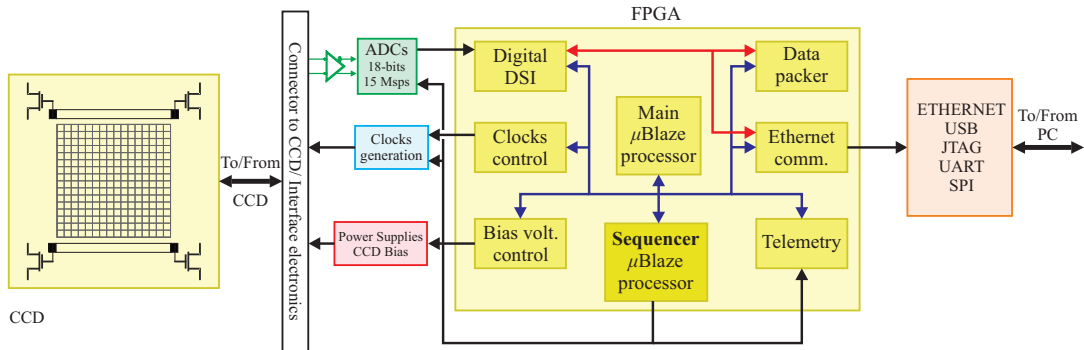 FPGA
CCD
To/From
CCD
Connector to CCD/ Interface electronics
ADCs
18-bits
15 Msps
Clocks
generation
Power Supplies
CCD Bias
Digital
DSI
Data
packer
Main
μBlaze
processor
Clocks
control
Ethernet
comm.
Bias volt.
control
Sequencer
μBlaze
processor
Telemetry
ETHERNET
USB
JTAG
UART
SPI
To/From
PC